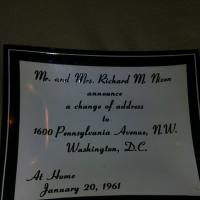 Mr. and Mrs. Richard M. Nixon
announce
a change of address
to
1600 Pennsylvania Avenue, N.W.
Washington, D.C.
At Home
January 20, 1961